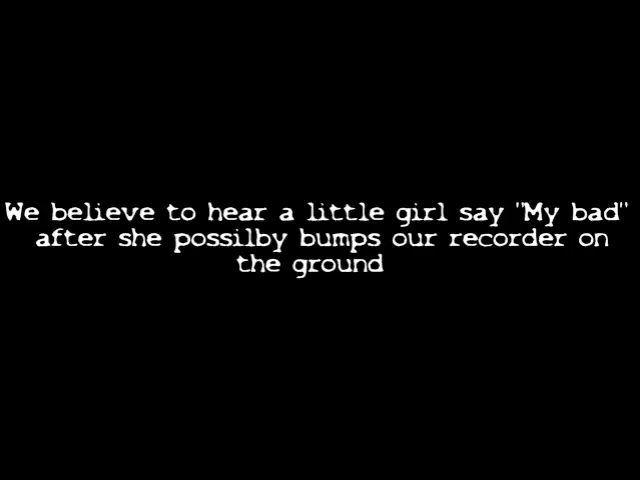 We believe to hear a little girl say "My bad"
after she possilby bumps our recorder on
the ground